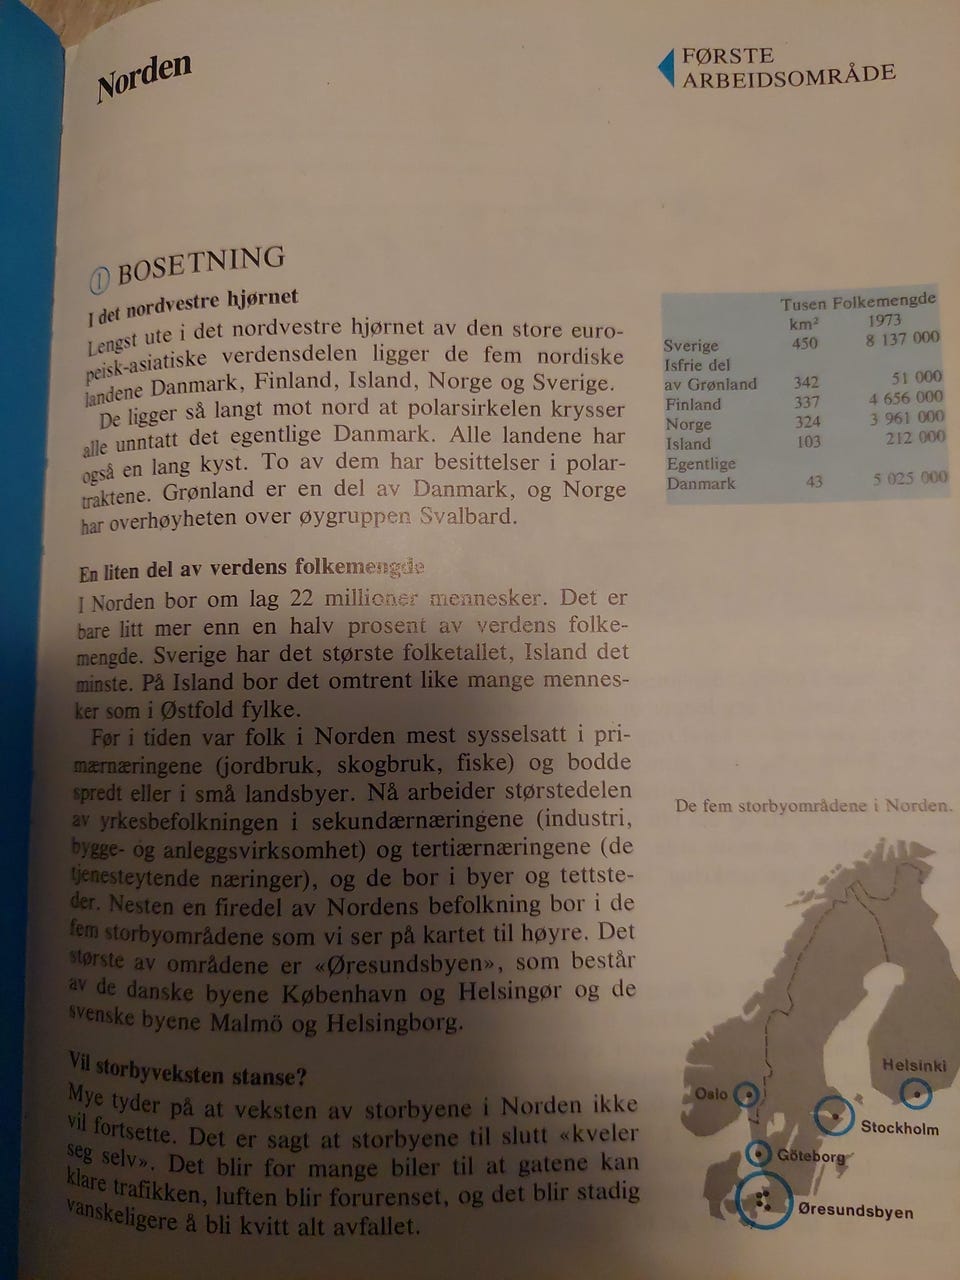 Norden
FØRSTE
ARBEIDSOMRÅDE
1 BOSETNING
I det nordvestre hjørnet
Lengst ute i det nordvestre hjørnet av den store euro-
peisk-asiatiske verdensdelen ligger de fem nordiske
landene Danmark, Finland, Island, Norge og Sverige.
De ligger så langt mot nord at polarsirkelen krysser
alle unntatt det egentlige Danmark. Alle landene har
også en lang kyst. To av dem har besittelser i polar-
traktene. Grønland er en del av Danmark, og Norge
har overhøyheten over øygruppen Svalbard.
En liten del av verdens folkemengde
I Norden bor om lag 22 millioner mennesker. Det er
bare litt mer enn en halv prosent av verdens folke-
mengde. Sverige har det største folketallet, Island det
minste. På Island bor det omtrent like mange mennes-
ker som i Østfold fylke.
Før i tiden var folk i Norden mest sysselsatt i pri-
mærnæringene (jordbruk, skogbruk, fiske) og bodde
spredt eller i små landsbyer. Nå arbeider størstedelen
av yrkesbefolkningen i sekundærnæringene (industri,
bygge- og anleggsvirksomhet) og tertiærnæringene (de
tjenesteytende næringer), og de bor i byer og tettste-
der. Nesten en firedel av Nordens befolkning bor i de
fem storbyområdene som vi ser på kartet til høyre. Det
største av områdene er «Øresundsbyen», som består
av de danske byene København og Helsingør og de
svenske byene Malmö og Helsingborg.
Vil storbyveksten stanse?
Mye tyder på at veksten av storbyene i Norden ikke
vil fortsette. Det er sagt at storbyene til slutt «kveler
seg selv». Det blir for mange biler til at gatene kan
klare trafikken, luften blir forurenset, og det blir stadig
vanskeligere å bli kvitt alt avfallet.
Tusen Folkemengde
km² 1973
Sverige 450 8 137 000
Isfrie del
av Grønland 342 51 000
Finland 337 4 656 000
Norge 324 3 961 000
Island 103 212 000
Egentlige
Danmark 43 5 025 000
De fem storbyområdene i Norden.
Helsinki
Oslo
Stockholm
Göteborg
Øresundsbyen